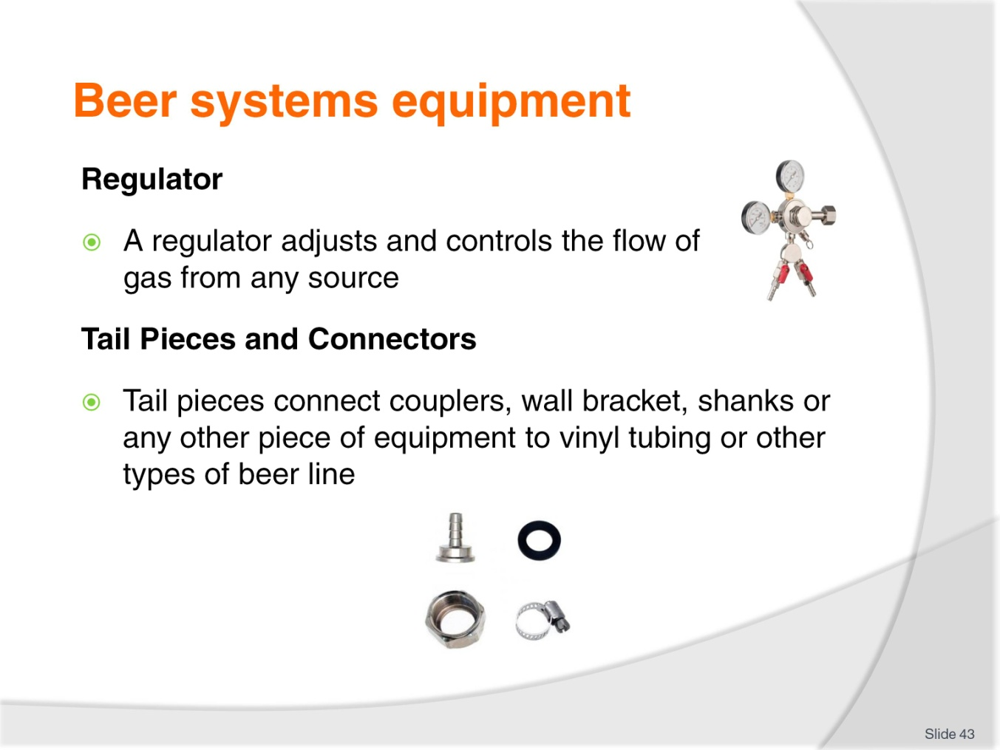 Beer systems equipment
Regulator
A regulator adjusts and controls the flow of
gas from any source
Tail Pieces and Connectors
Tail pieces connect couplers, wall bracket, shanks or
any other piece of equipment to vinyl tubing or other
types of beer line
Slide 43